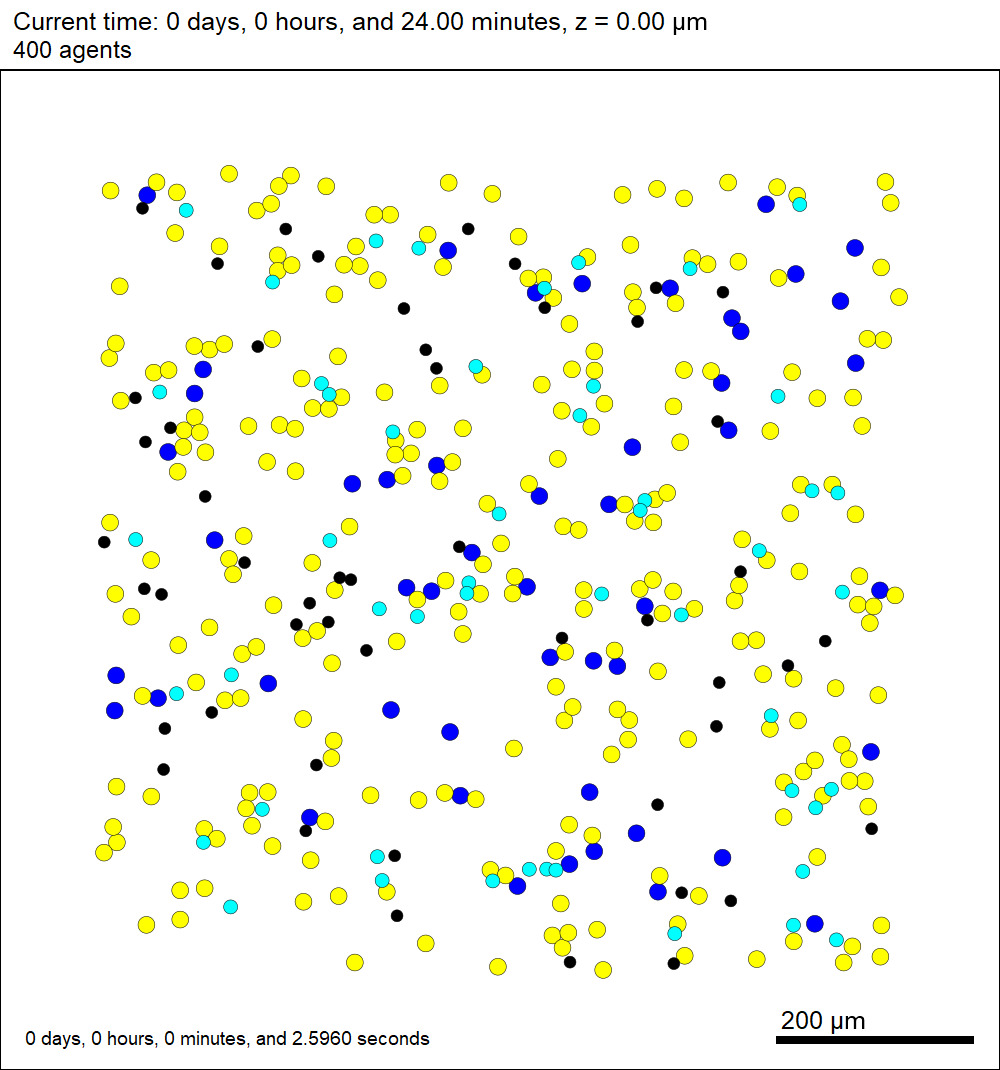 Current time: 0 days, 0 hours, and 24.00 minutes, z = 0.00 µm
400 agents
200 µm
0 days, 0 hours, 0 minutes, and 2.5960 seconds